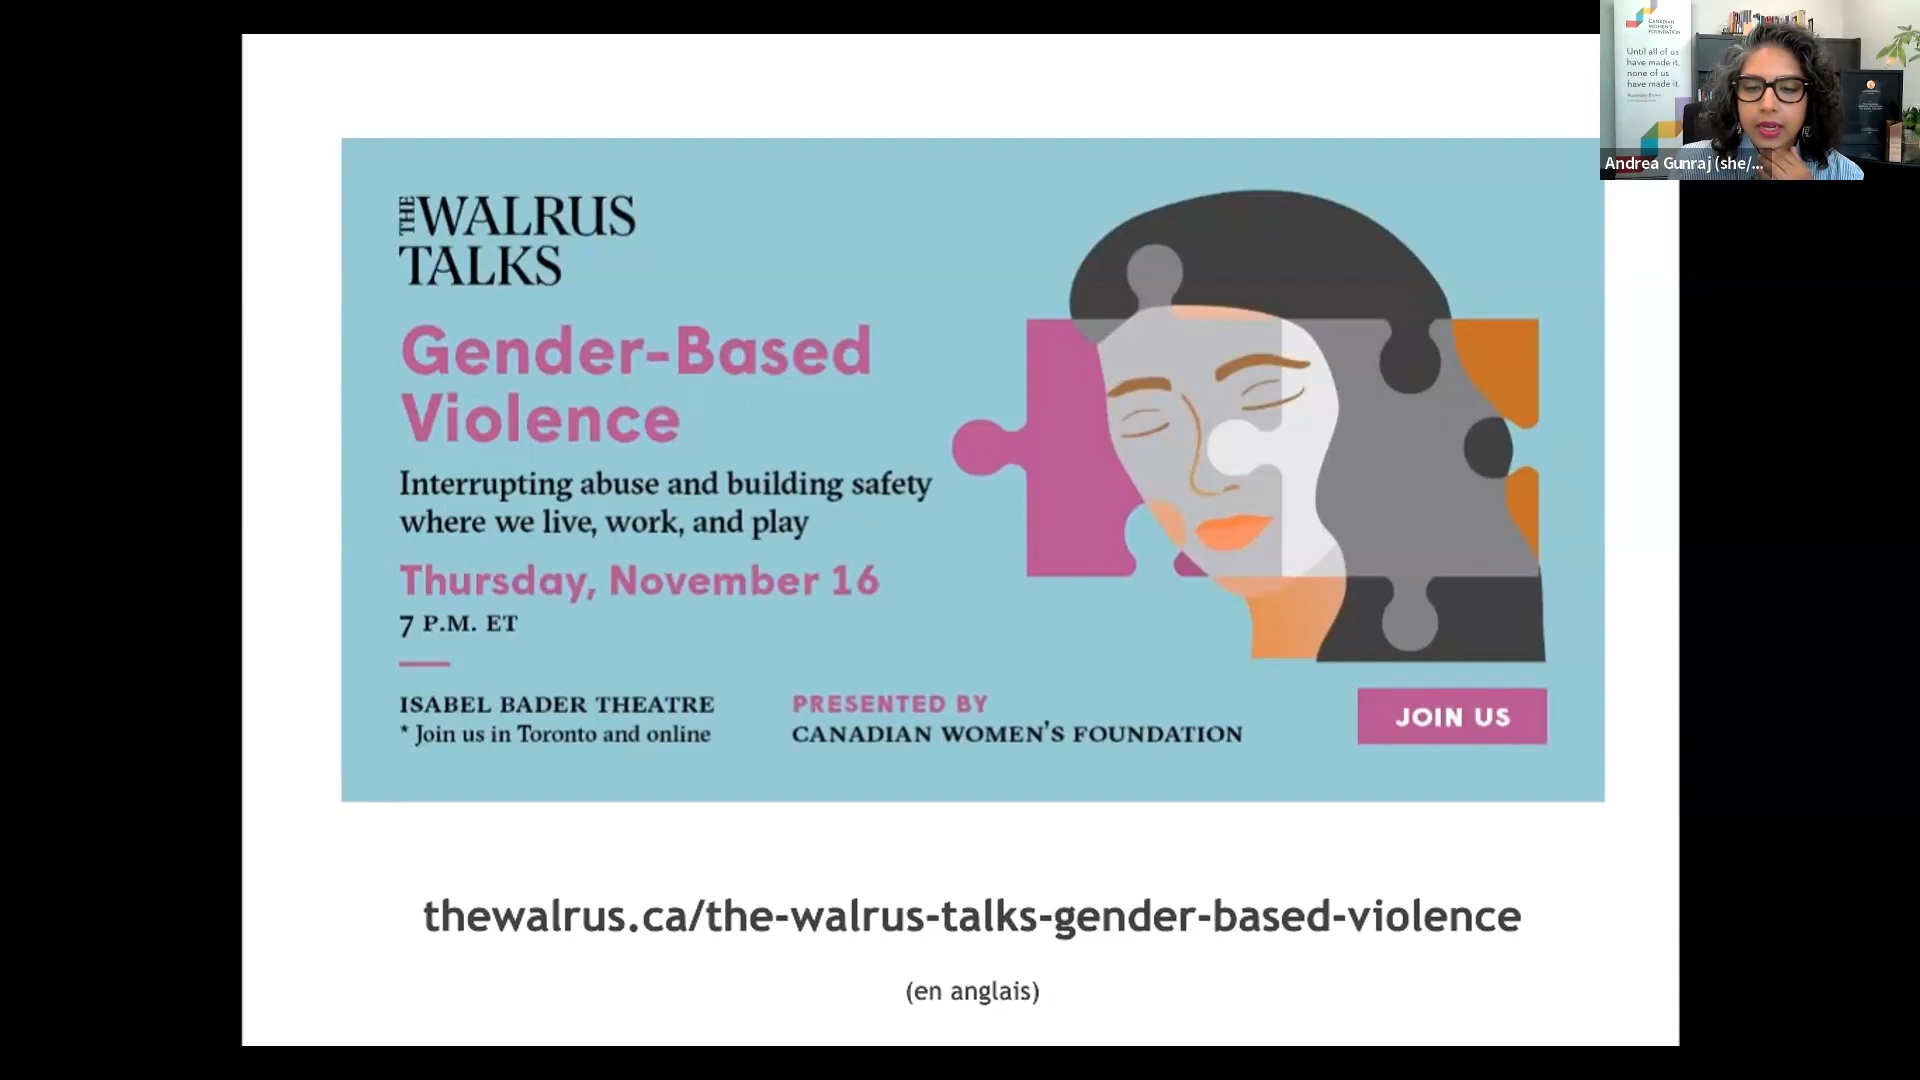 THE WALRUS
TALKS
Gender-Based
Violence
Interrupting abuse and building safety
where we live, work, and play
Thursday, November 16
7 P.M. ET
ISABEL BADER THEATRE
* Join us in Toronto and online
PRESENTED BY
CANADIAN WOMEN'S FOUNDATION
JOIN US
thewalrus.ca/the-walrus-talks-gender-based-violence
(en anglais)
CANADIAN
WOMEN'S
FOUNDATION
Until all of us
have made it,
none of us
have made it.
Andrea Gunraj (she/...